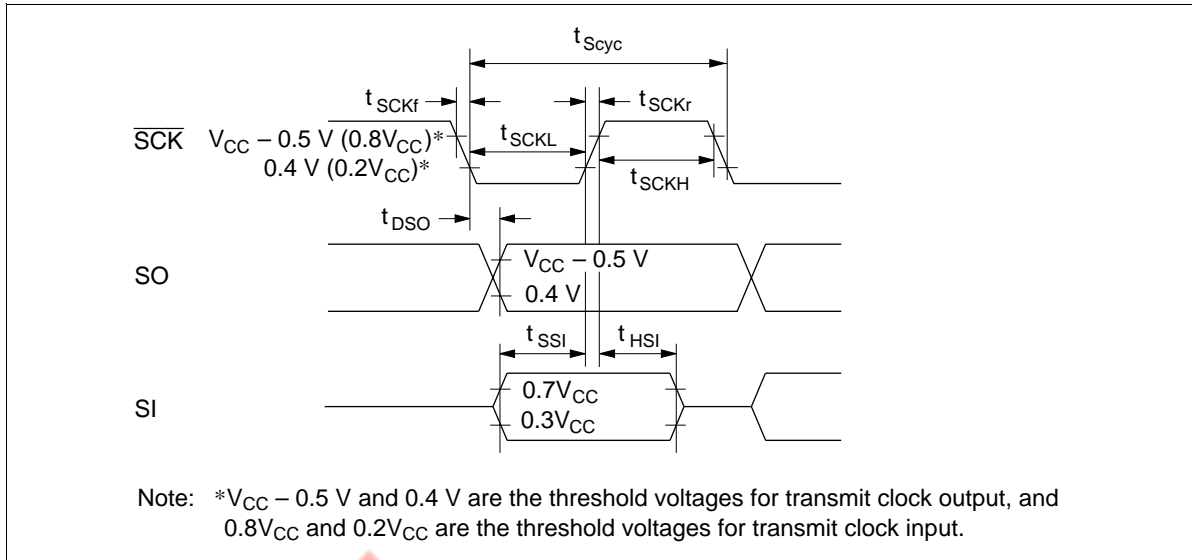 tScyc
tSCKf
tSCKr
SCK VCC – 0.5 V (0.8VCC)*
tSCKL
0.4 V (0.2VCC)*
tSCKH
tDSO
SO
VCC – 0.5 V
0.4 V
tSSI
tHSI
SI
0.7VCC
0.3VCC
Note: *VCC – 0.5 V and 0.4 V are the threshold voltages for transmit clock output, and
0.8VCC and 0.2VCC are the threshold voltages for transmit clock input.